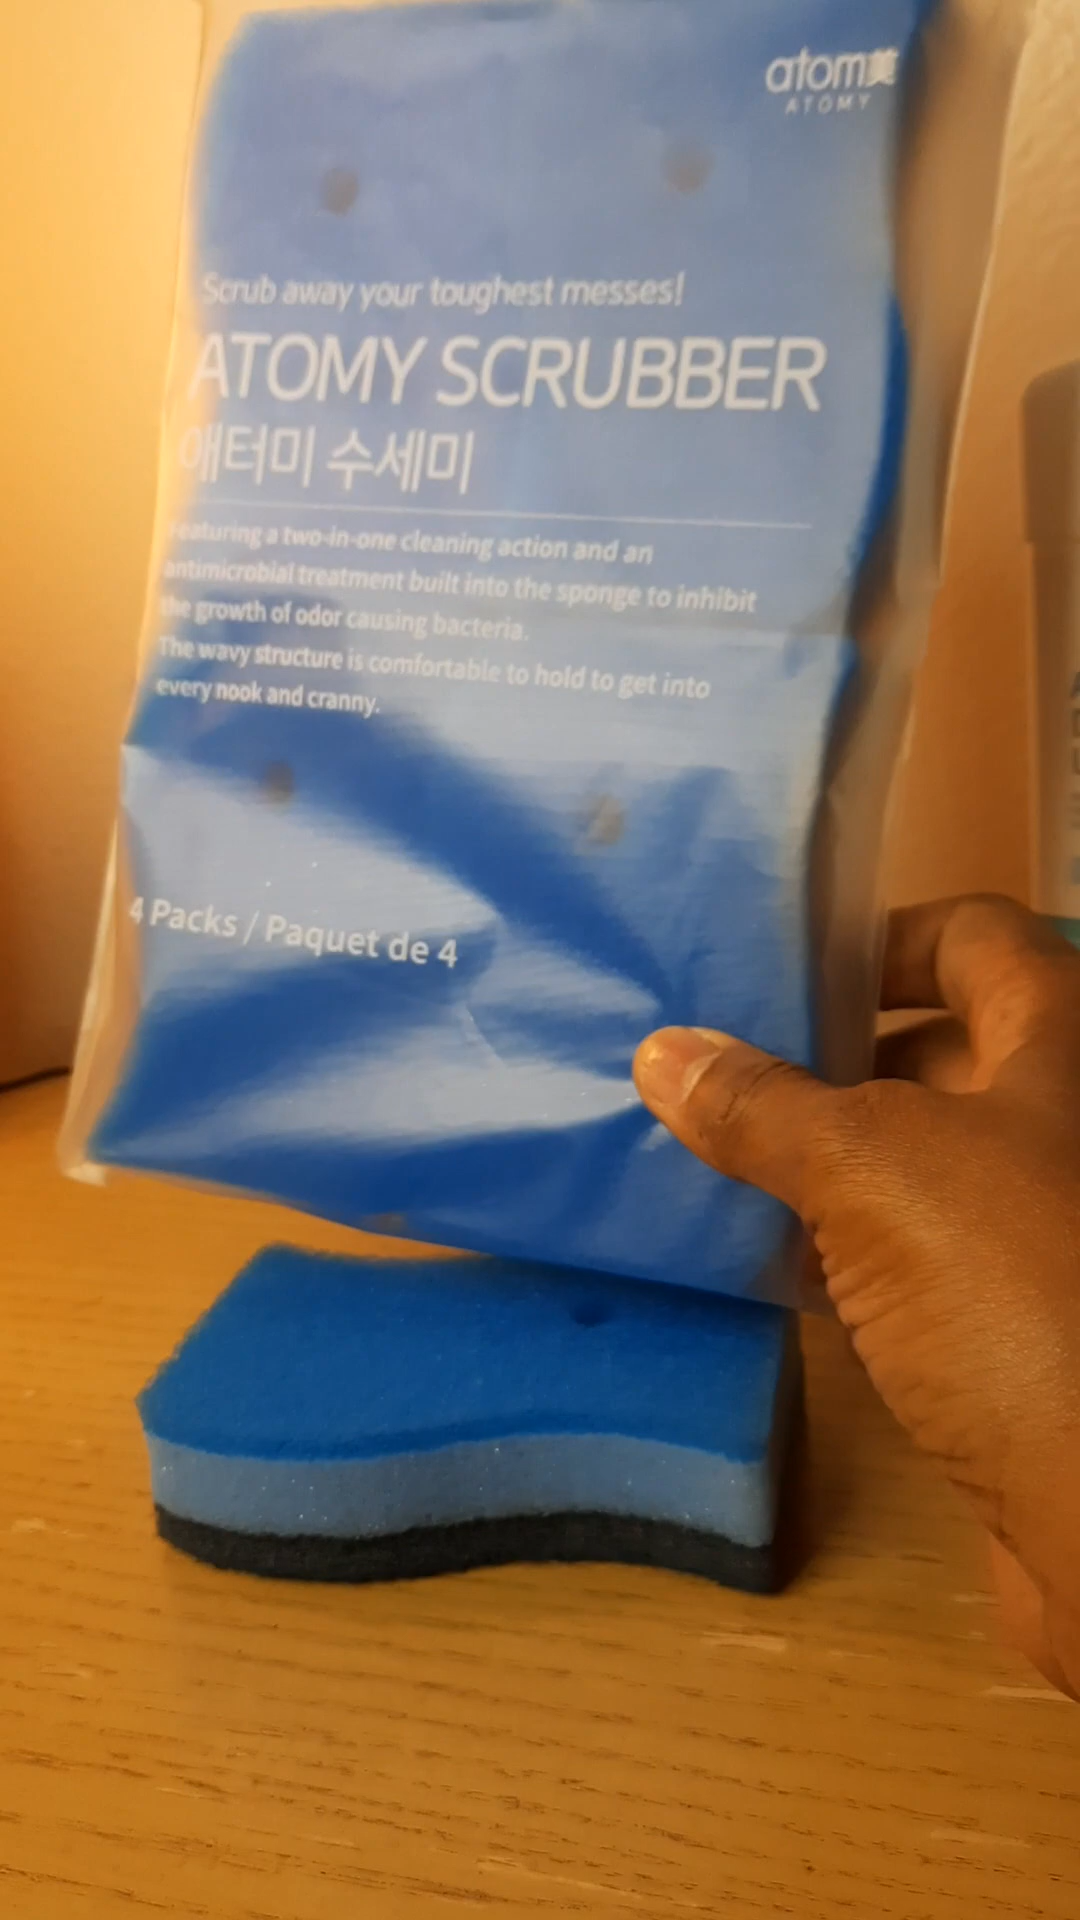 atom美
ATOMY
Scrub away your toughest messes!
ATOMY SCRUBBER
애터미 수세미
Featuring a two-in-one cleaning action and an
antimicrobial treatment built into the sponge to inhibit
the growth of odor causing bacteria.
The wavy structure is comfortable to hold to get into
every nook and cranny.
4 Packs / Paquet de 4